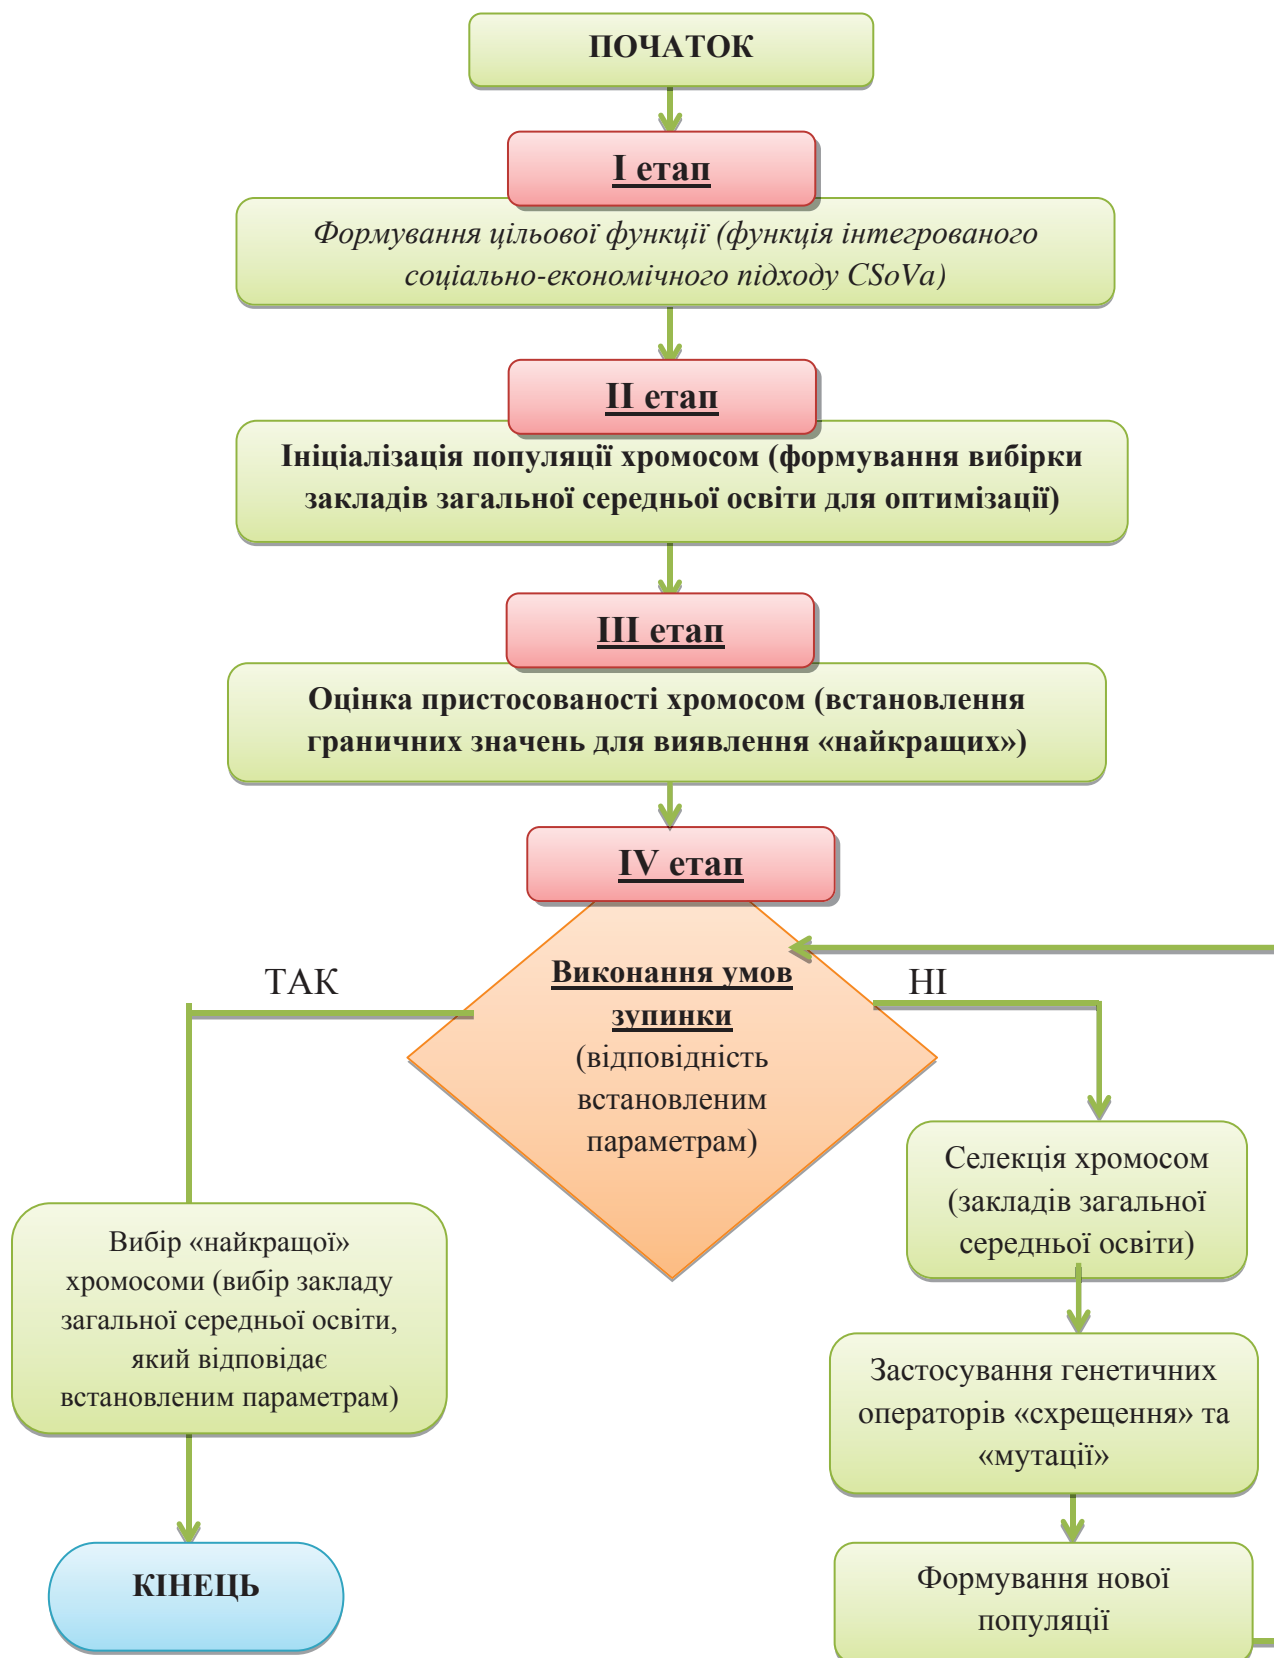 ПОЧАТОК
І етап
Формування цільової функції (функція інтегрованого
соціально-економічного підходу CSoVa)
ІІ етап
Ініціалізація популяції хромосом (формування вибірки
закладів загальної середньої освіти для оптимізації)
ІІІ етап
Оцінка пристосованості хромосом (встановлення
граничних значень для виявлення «найкращих»)
IV етап
Виконання умов
зупинки
(відповідність
встановленим
параметрам)
ТАК
НІ
Вибір «найкращої»
хромосоми (вибір закладу
загальної середньої освіти,
який відповідає
встановленим параметрам)
КІНЕЦЬ
Селекція хромосом
(закладів загальної
середньої освіти)
Застосування генетичних
операторів «схрещення» та
«мутації»
Формування нової
популяції